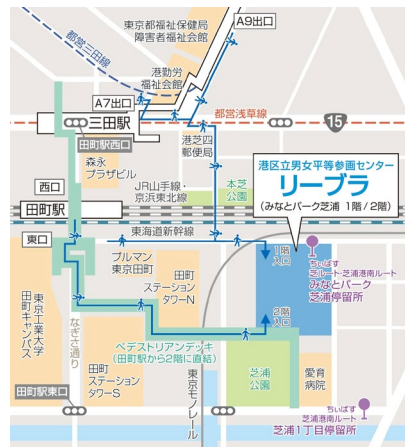 東京都福祉保健局
障害者福祉会館
A9出口
都営三田線
港勤労
福祉会館
A7出口
三田駅
都営浅草線
15
田町駅西口
港芝四
郵便局
森永
プラザビル
港区立男女平等参画センター
リーブラ
(みなとパーク芝浦 1階/2階)
西口
JR山手線・
京浜東北線
本芝
公園
田町駅
東海道新幹線
東口
1階
入口
ちぃばす
芝ルート・芝浦港南ルート
みなとパーク
芝浦停留所
プルマン
東京田町
田町
ステーション
タワーN
東京工業大学
田町キャンパス
なぎさ通り
2階
入口
ペデストリアンデッキ
(田町駅から2階に直結)
田町
ステーション
タワーS
東京モノレール
芝浦
公園
愛育
病院
田町駅東口
ちぃばす
芝浦港南ルート
芝浦1丁目停留所